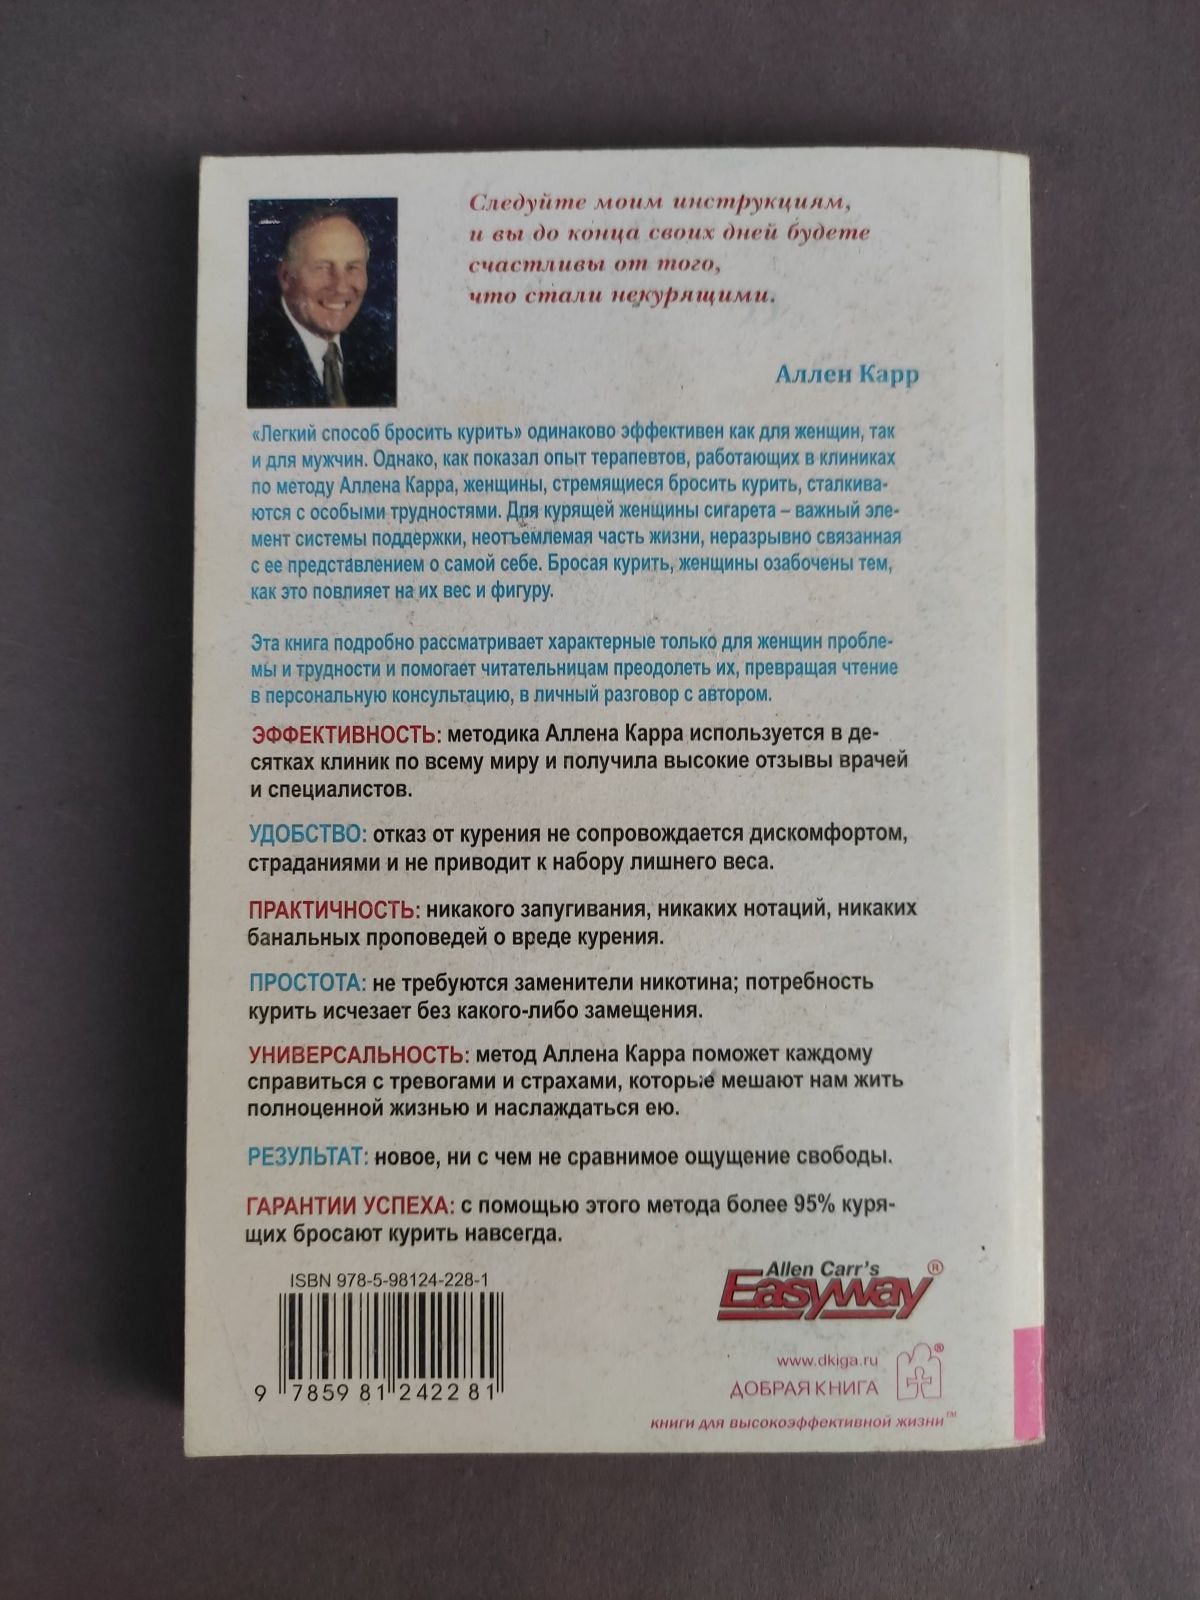 Следуйте моим инструкциям,
и вы до конца своих дней будете
счастливы от того,
что стали некурящими.
Аллен Карр
«Легкий способ бросить курить» одинаково эффективен как для женщин, так
и для мужчин. Однако, как показал опыт терапевтов, работающих в клиниках
по методу Аллена Карра, женщины, стремящиеся бросить курить, сталкива-
ются с особыми трудностями. Для курящей женщины сигарета – важный эле-
мент системы поддержки, неотъемлемая часть жизни, неразрывно связанная
с ее представлением о самой себе. Бросая курить, женщины озабочены тем,
как это повлияет на их вес и фигуру.
Эта книга подробно рассматривает характерные только для женщин пробле-
мы и трудности и помогает читательницам преодолеть их, превращая чтение
в персональную консультацию, в личный разговор с автором.
ЭФФЕКТИВНОСТЬ: методика Аллена Карра используется в де-
сятках клиник по всему миру и получила высокие отзывы врачей
и специалистов.
УДОБСТВО: отказ от курения не сопровождается дискомфортом,
страданиями и не приводит к набору лишнего веса.
ПРАКТИЧНОСТЬ: никакого запугивания, никаких нотаций, никаких
банальных проповедей о вреде курения.
ПРОСТОТА: не требуются заменители никотина; потребность
курить исчезает без какого-либо замещения.
УНИВЕРСАЛЬНОСТЬ: метод Аллена Карра поможет каждому
справиться с тревогами и страхами, которые мешают нам жить
полноценной жизнью и наслаждаться ею.
РЕЗУЛЬТАТ: новое, ни с чем не сравнимое ощущение свободы.
ГАРАНТИИ УСПЕХА: с помощью этого метода более 95% куря-
щих бросают курить навсегда.
ISBN 978-5-98124-228-1
9 785981 242281
Allen Carr's
Easyway®
www.dkiga.ru
ДОБРАЯ КНИГА
книги для высокоэффективной жизни™